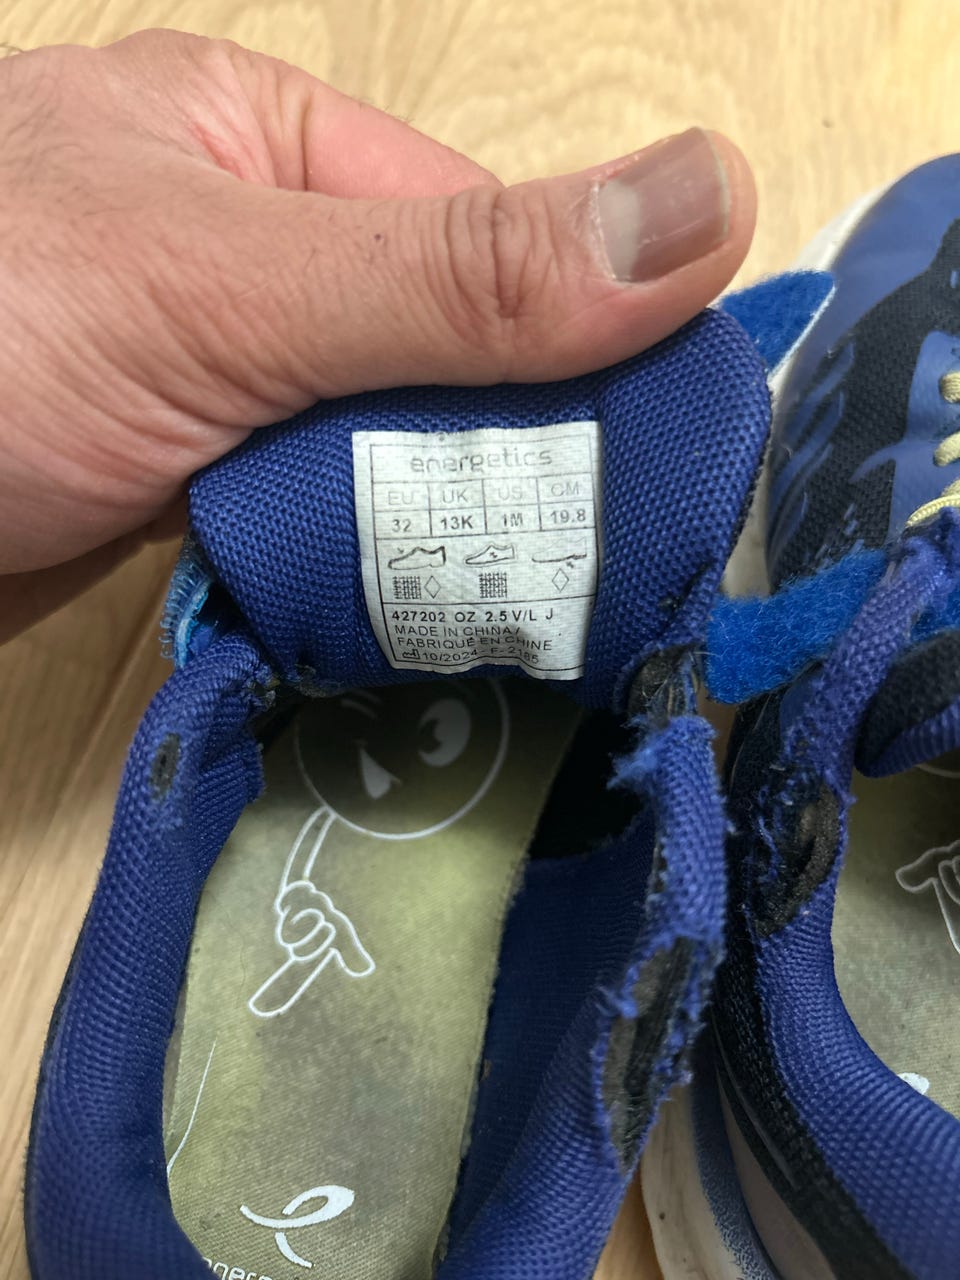 energetics
EU UK US CM
32 13K 1M 19.8
427202 OZ 2.5 V/L J
MADE IN CHINA/
FABRIQUÉ EN CHINE
10/2024 - F- 2185